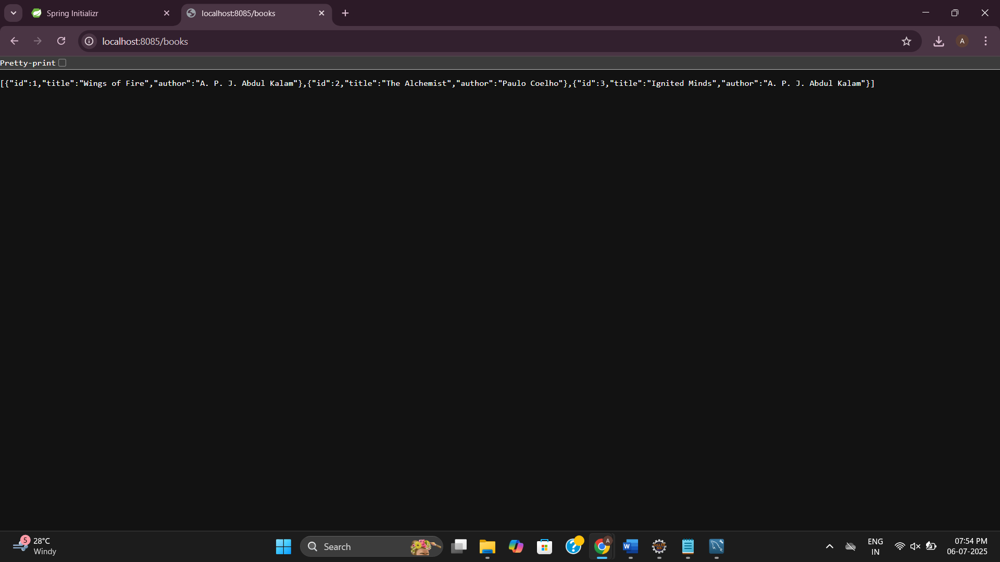 Spring Initializr
localhost:8085/books
localhost:8085/books
A
Pretty-print
[{"id":1,"title":"Wings of Fire","author":"A. P. J. Abdul Kalam"},{"id":2,"title":"The Alchemist","author":"Paulo Coelho"},{"id":3,"title":"Ignited Minds","author":"A. P. J. Abdul Kalam"}]
5
28°C
Windy
Search
A
W
ENG
IN
07:54 PM
06-07-2025